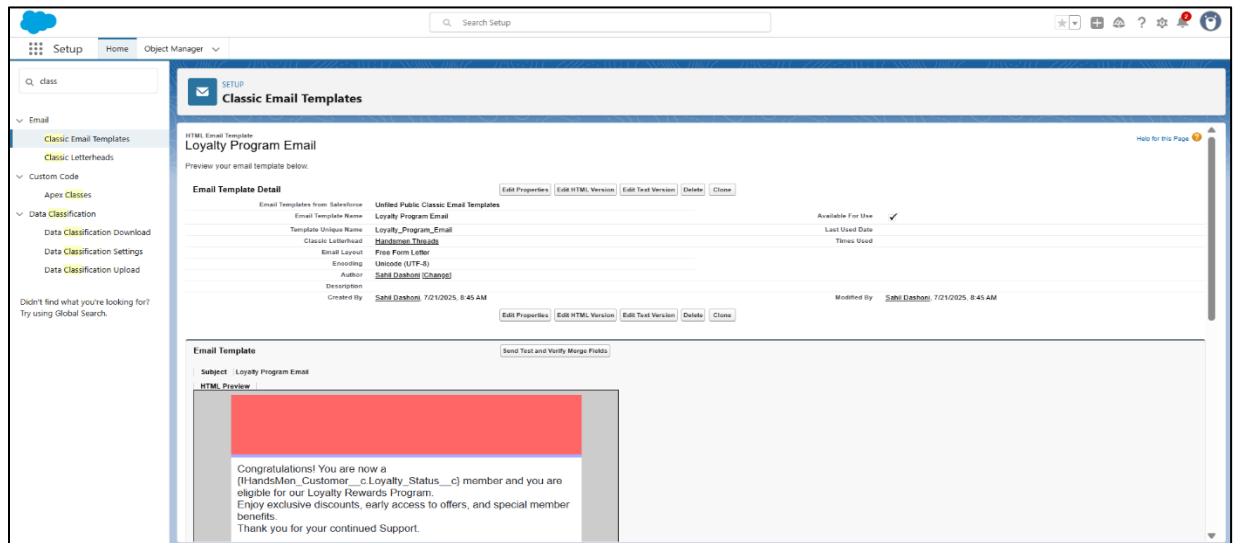 Search Setup
2
Setup
Home
Object Manager
class
Email
Classic Email Templates
Classic Letterheads
Custom Code
Apex Classes
Data Classification
Data Classification Download
Data Classification Settings
Data Classification Upload
Didn't find what you're looking for?
Try using Global Search.
SETUP
Classic Email Templates
HTML Email Template
Loyalty Program Email
Help for this Page
Preview your email template below.
Email Template Detail
Edit Properties Edit HTML Version Edit Text Version Delete Clone
Email Templates from Salesforce Unfiled Public Classic Email Templates
Email Template Name Loyalty Program Email Available For Use ✓
Template Unique Name Loyalty_Program_Email Last Used Date
Classic Letterhead Handsmen Threads Times Used
Email Layout Free Form Letter
Encoding Unicode (UTF-8)
Author Sahil Dashoni [Change]
Description
Created By Sahil Dashoni, 7/21/2025, 8:45 AM Modified By Sahil Dashoni, 7/21/2025, 8:45 AM
Edit Properties Edit HTML Version Edit Text Version Delete Clone
Email Template
Send Test and Verify Merge Fields
Subject Loyalty Program Email
HTML Preview
Congratulations! You are now a
{!HandsMen_Customer__c.Loyalty_Status__c} member and you are
eligible for our Loyalty Rewards Program.
Enjoy exclusive discounts, early access to offers, and special member
benefits.
Thank you for your continued Support.